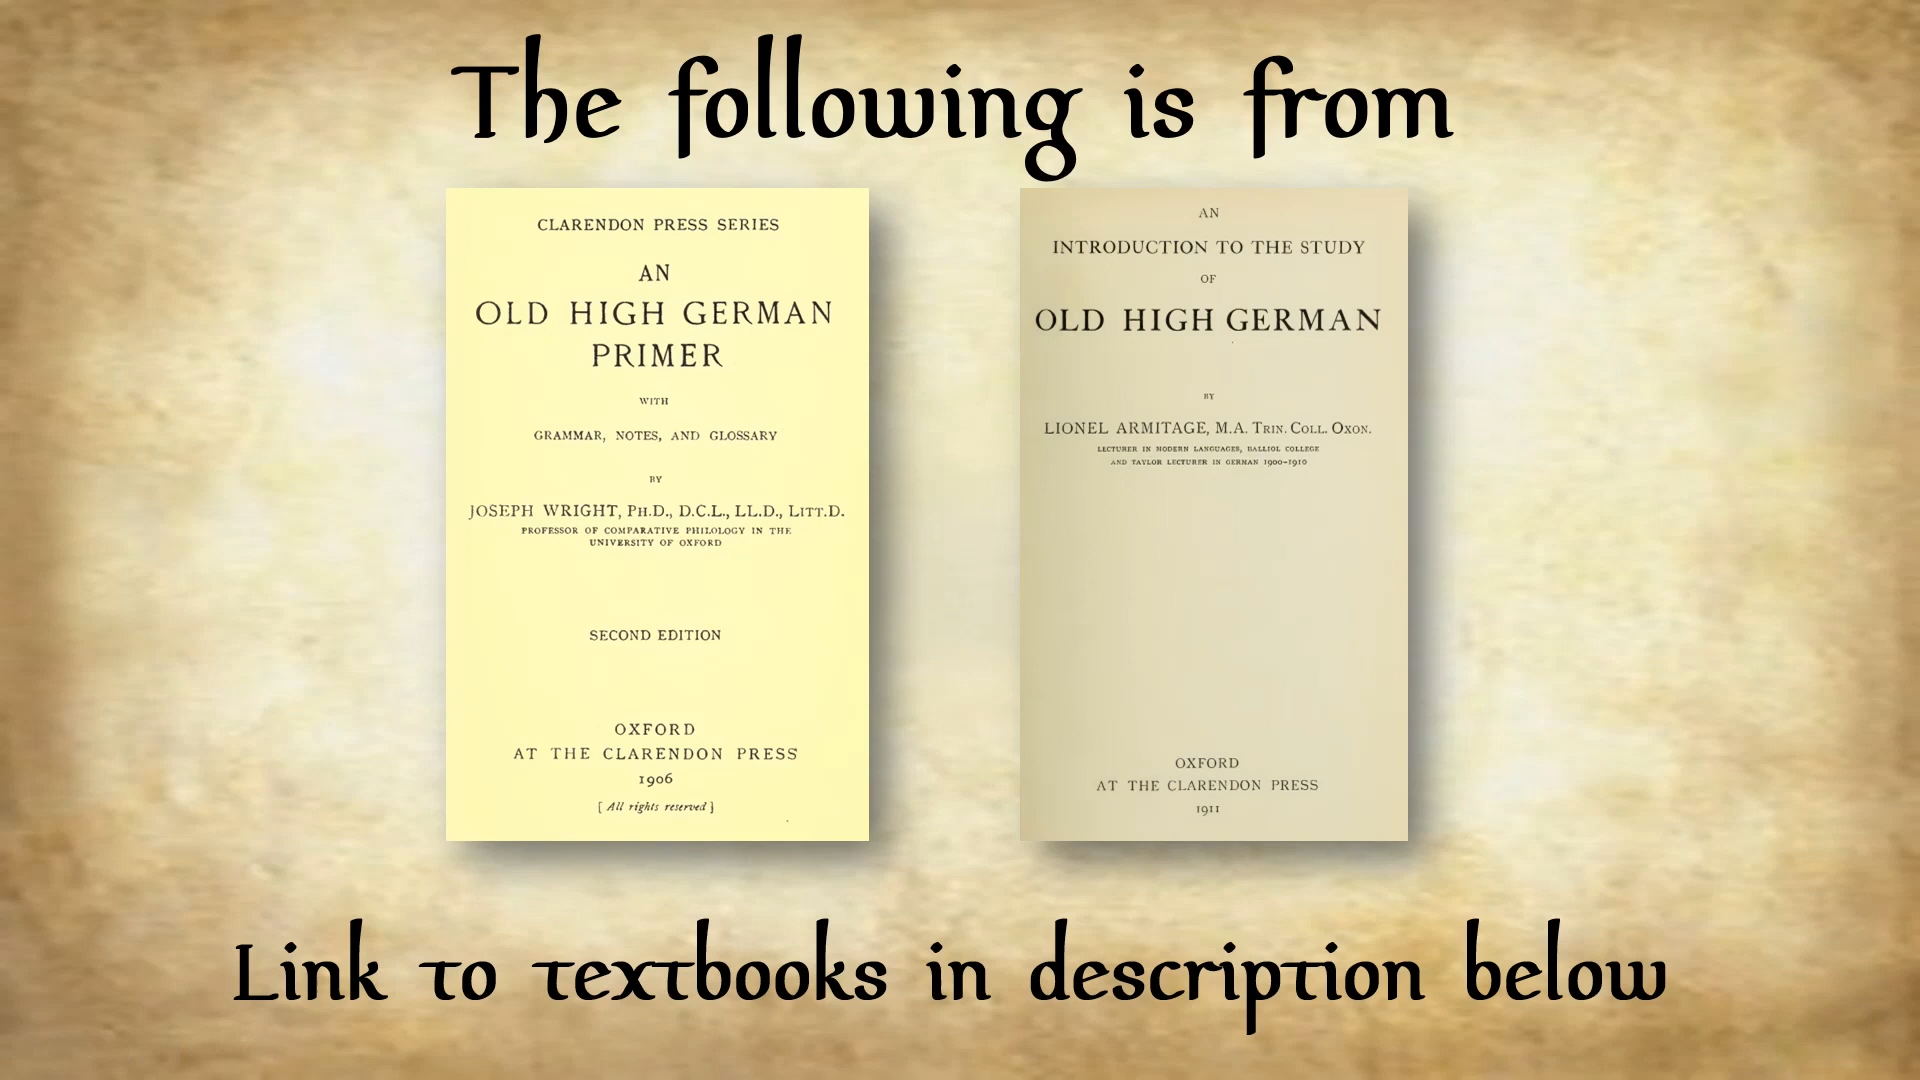 The following is from
CLARENDON PRESS SERIES
AN
OLD HIGH GERMAN
PRIMER
WITH
GRAMMAR, NOTES, AND GLOSSARY
BY
JOSEPH WRIGHT, PH.D., D.C.L., LL.D., LITT.D.
PROFESSOR OF COMPARATIVE PHILOLOGY IN THE
UNIVERSITY OF OXFORD
SECOND EDITION
OXFORD
AT THE CLARENDON PRESS
1906
[ All rights reserved ]
AN
INTRODUCTION TO THE STUDY
OF
OLD HIGH GERMAN
BY
LIONEL ARMITAGE, M.A. TRIN. COLL. OXON.
LECTURER IN MODERN LANGUAGES, BALLIOL COLLEGE
AND TAYLOR LECTURER IN GERMAN 1900-1910
OXFORD
AT THE CLARENDON PRESS
1911
Link to textbooks in description below